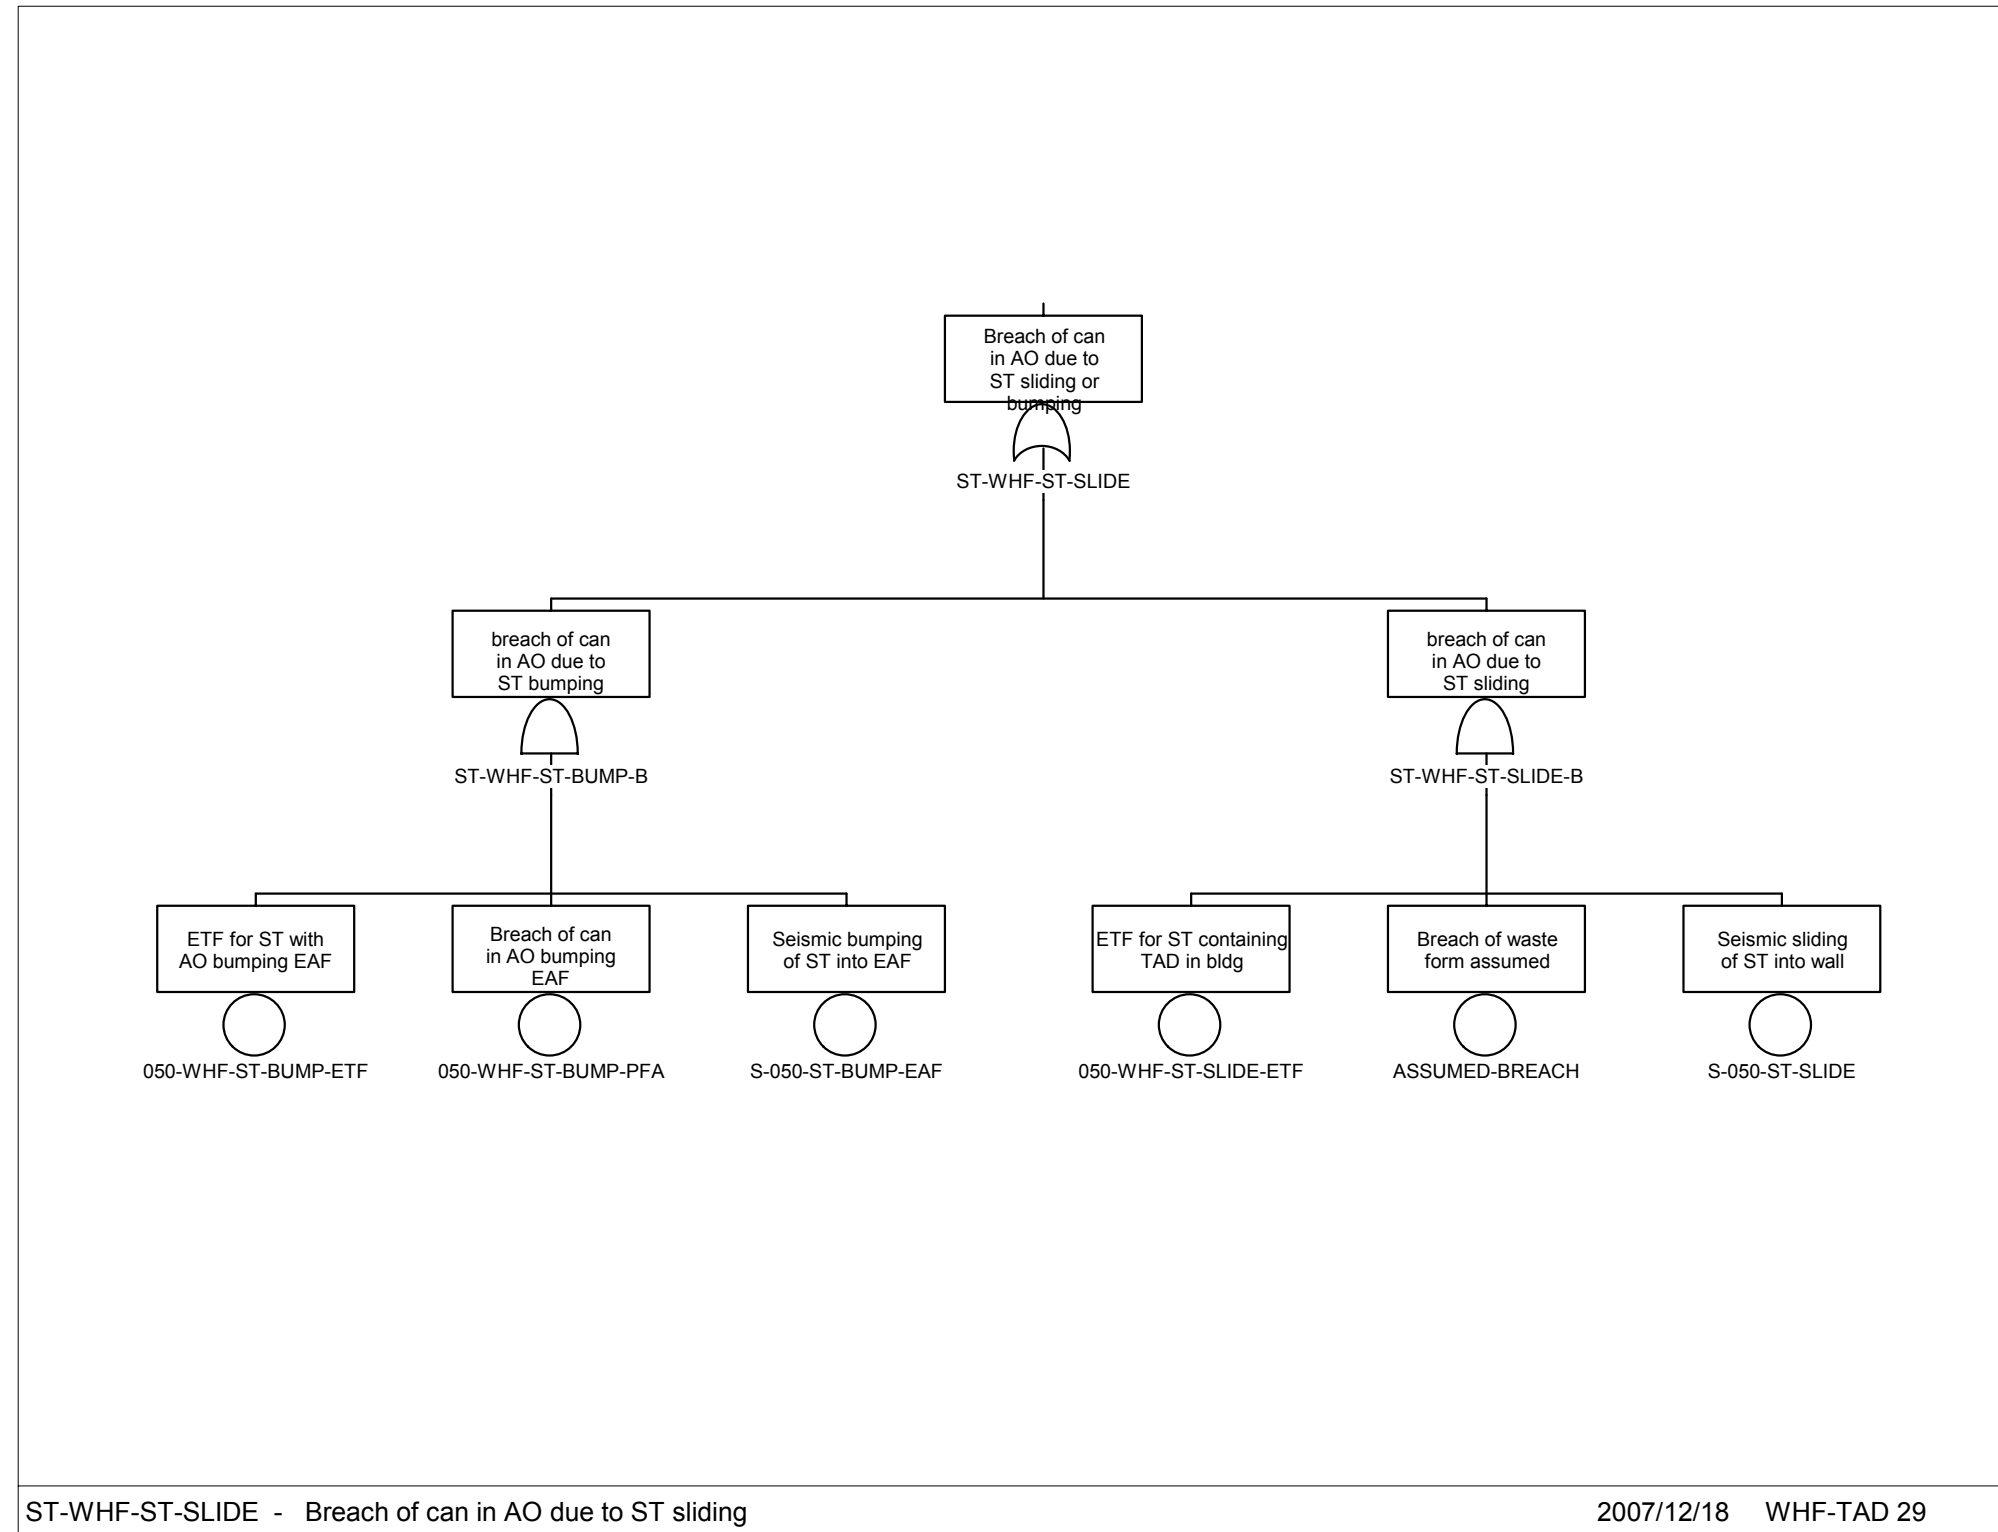 Breach of can
in AO due to
ST sliding or
bumping
ST-WHF-ST-SLIDE
breach of can
in AO due to
ST bumping
ST-WHF-ST-BUMP-B
breach of can
in AO due to
ST sliding
ST-WHF-ST-SLIDE-B
ETF for ST with
AO bumping EAF
050-WHF-ST-BUMP-ETF
Breach of can
in AO bumping
EAF
050-WHF-ST-BUMP-PFA
Seismic bumping
of ST into EAF
S-050-ST-BUMP-EAF
ETF for ST containing
TAD in bldg
050-WHF-ST-SLIDE-ETF
Breach of waste
form assumed
ASSUMED-BREACH
Seismic sliding
of ST into wall
S-050-ST-SLIDE
ST-WHF-ST-SLIDE - Breach of can in AO due to ST sliding
2007/12/18 WHF-TAD 29